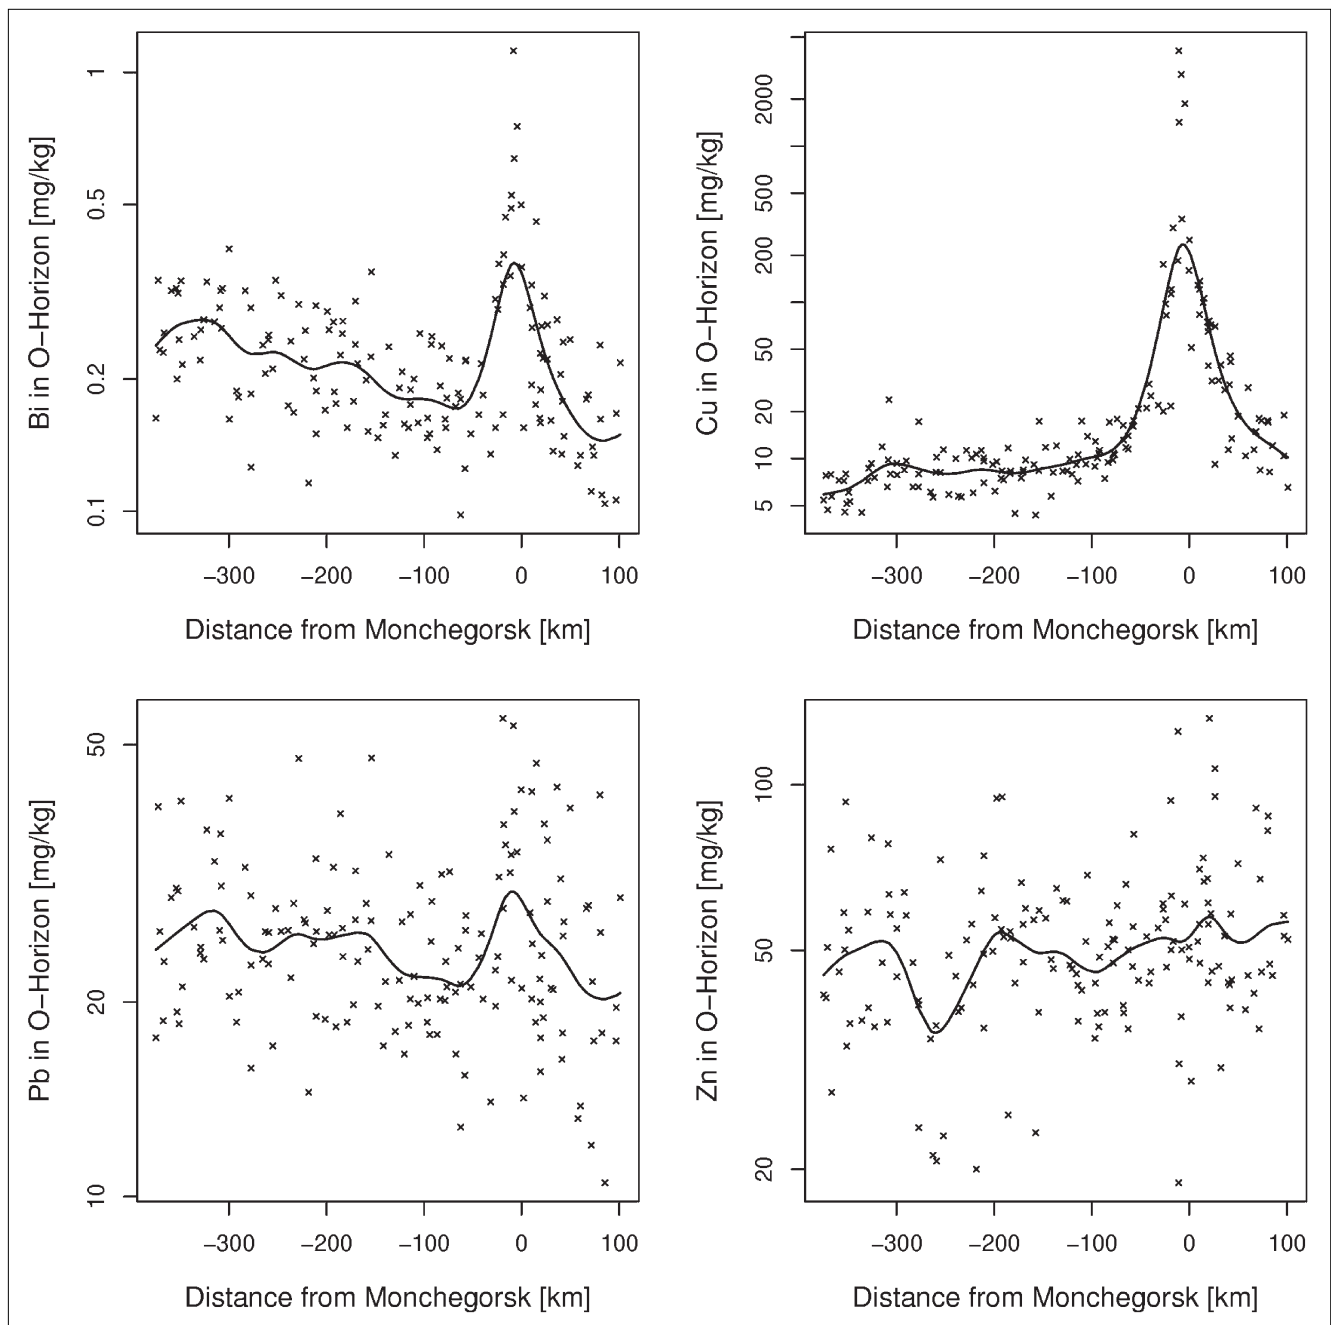 Bi in O−Horizon [mg/kg]
1
0.5
0.2
0.1
−300 −200 −100 0 100
Distance from Monchegorsk [km]
Cu in O−Horizon [mg/kg]
2000
500
200
50
20
10
5
−300 −200 −100 0 100
Distance from Monchegorsk [km]
Pb in O−Horizon [mg/kg]
50
20
10
−300 −200 −100 0 100
Distance from Monchegorsk [km]
Zn in O−Horizon [mg/kg]
100
50
20
−300 −200 −100 0 100
Distance from Monchegorsk [km]